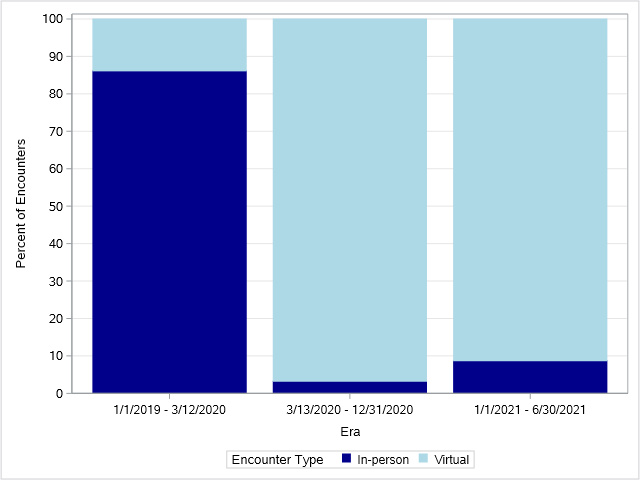 100
90
80
70
60
50
40
30
20
10
0
Percent of Encounters
1/1/2019 - 3/12/2020 3/13/2020 - 12/31/2020 1/1/2021 - 6/30/2021
Era
Encounter Type In-person Virtual